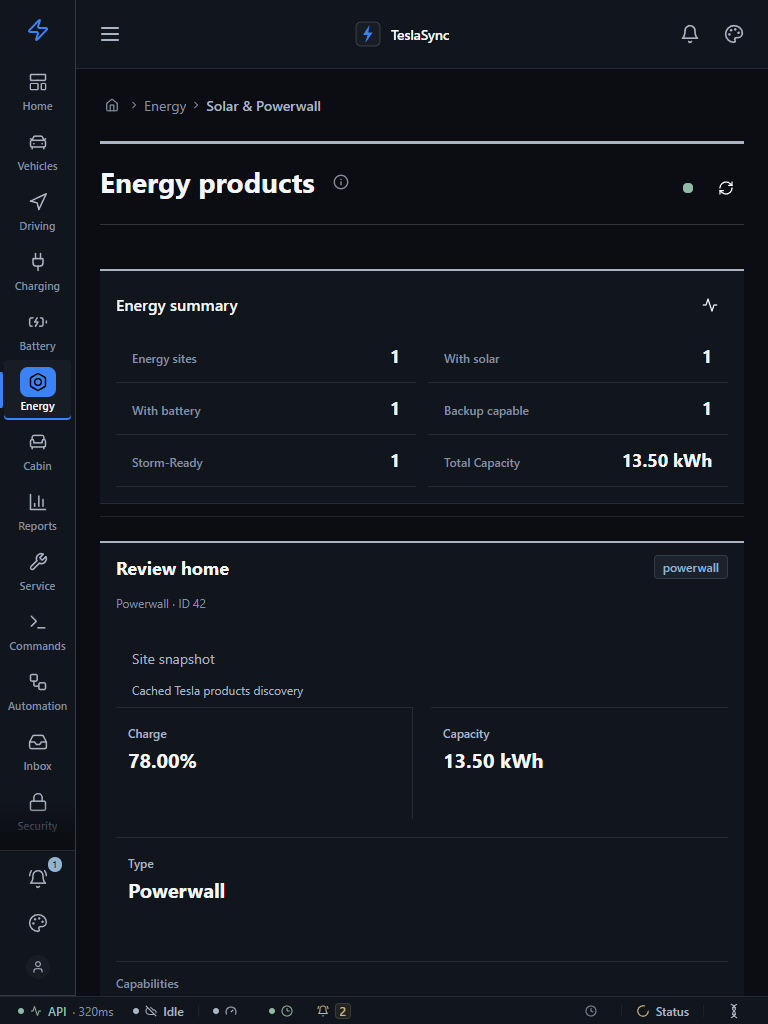 TeslaSync
Home
Vehicles
Driving
Charging
Battery
Energy
Cabin
Reports
Service
Commands
Automation
Inbox
Security
1
Energy
Solar & Powerwall
Energy products
Energy summary
Energy sites 1
With solar 1
With battery 1
Backup capable 1
Storm-Ready 1
Total Capacity 13.50 kWh
Review home
powerwall
Powerwall · ID 42
Site snapshot
Cached Tesla products discovery
Charge
78.00%
Capacity
13.50 kWh
Type
Powerwall
Capabilities
API · 320ms
Idle
2
Status